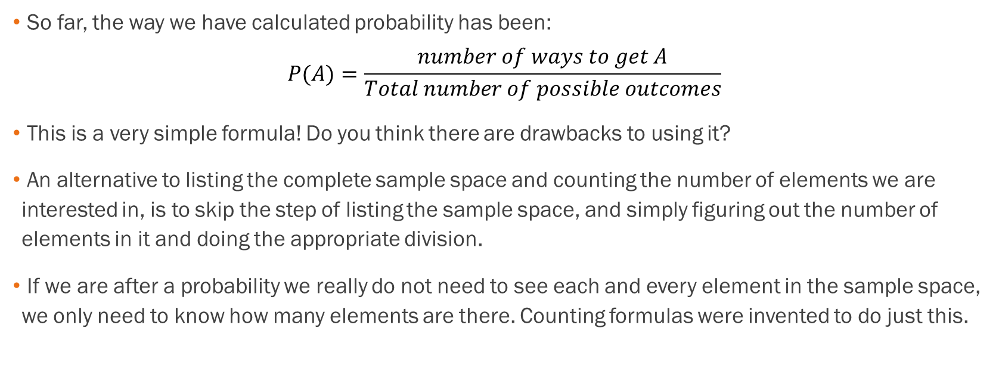 • So far, the way we have calculated probability has been:
P(A) = number of ways to get A / Total number of possible outcomes
• This is a very simple formula! Do you think there are drawbacks to using it?
• An alternative to listing the complete sample space and counting the number of elements we are
interested in, is to skip the step of listing the sample space, and simply figuring out the number of
elements in it and doing the appropriate division.
• If we are after a probability we really do not need to see each and every element in the sample space,
we only need to know how many elements are there. Counting formulas were invented to do just this.